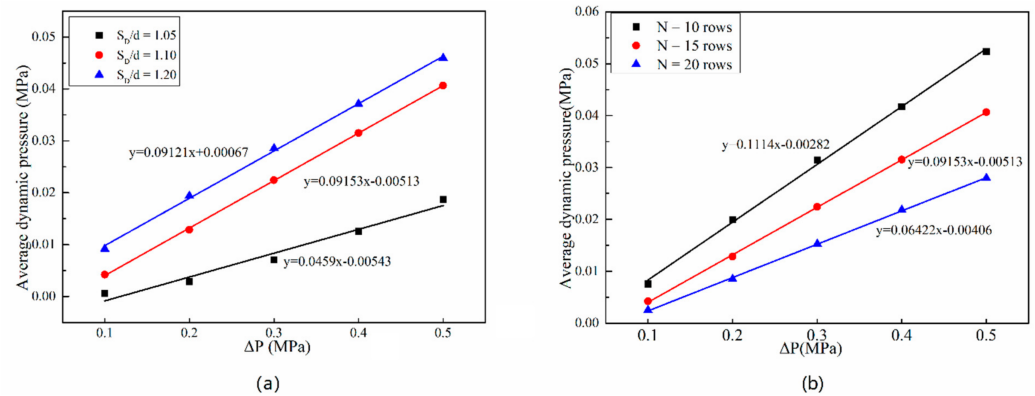 S_D/d = 1.05
S_D/d = 1.10
S_D/d = 1.20
Average dynamic pressure (MPa)
0.05
0.04
0.03
0.02
0.01
0.00
y=0.09121x+0.00067
y=0.09153x-0.00513
y=0.0459x-0.00543
0.1 0.2 0.3 0.4 0.5
ΔP (MPa)
(a)
N – 10 rows
N – 15 rows
N = 20 rows
Average dynamic pressure(MPa)
0.06
0.05
0.04
0.03
0.02
0.01
0.00
y–0.1114x-0.00282
y=0.09153x-0.00513
y=0.06422x-0.00406
0.1 0.2 0.3 0.4 0.5
ΔP(MPa)
(b)